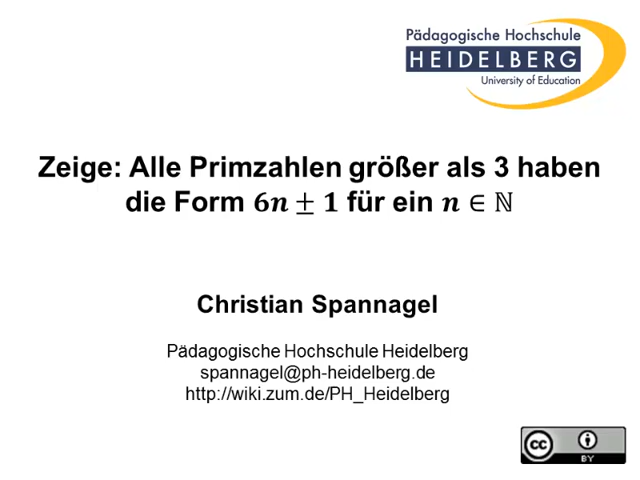 Pädagogische Hochschule
HEIDELBERG
University of Education
Zeige: Alle Primzahlen größer als 3 haben
die Form 6n ± 1 für ein n ∈ ℕ
Christian Spannagel
Pädagogische Hochschule Heidelberg
spannagel@ph-heidelberg.de
http://wiki.zum.de/PH_Heidelberg
cc
BY